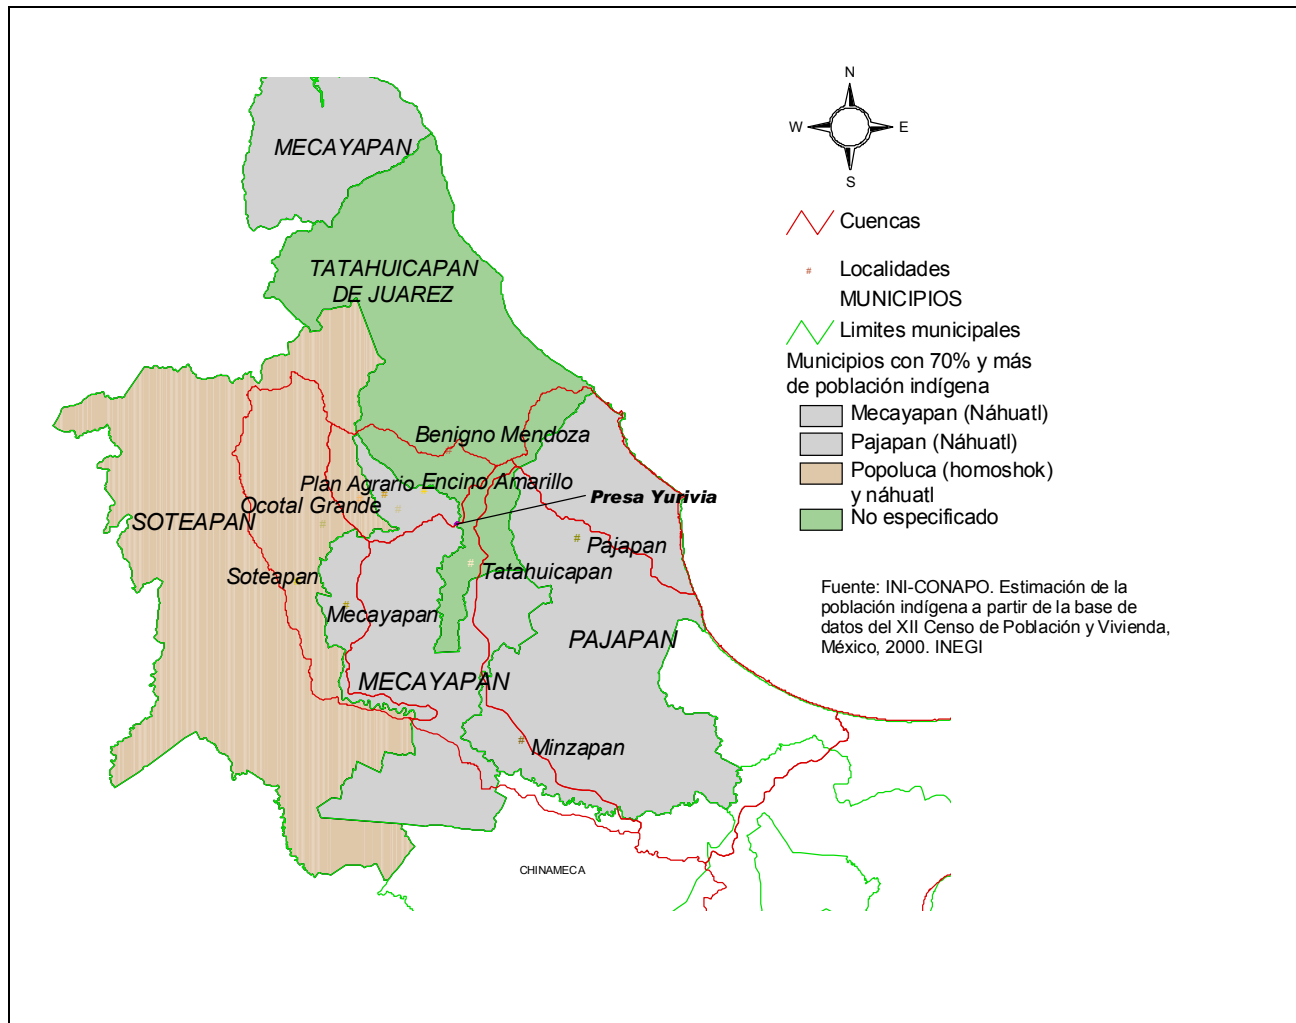 N
W
E
S
MECAYAPAN
TATAHUICAPAN
DE JUAREZ
Benigno Mendoza
Plan Agrario
Encino Amarillo
Presa Yurivia
Ocotal Grande
SOTEAPAN
Pajapan
Soteapan
Tatahuicapan
Mecayapan
PAJAPAN
MECAYAPAN
Minzapan
CHINAMECA
Cuencas
# Localidades
MUNICIPIOS
Limites municipales
Municipios con 70% y más
de población indígena
Mecayapan (Náhuatl)
Pajapan (Náhuatl)
Popoluca (homoshok)
y náhuatl
No especificado
Fuente: INI-CONAPO. Estimación de la
población indígena a partir de la base de
datos del XII Censo de Población y Vivienda,
México, 2000. INEGI